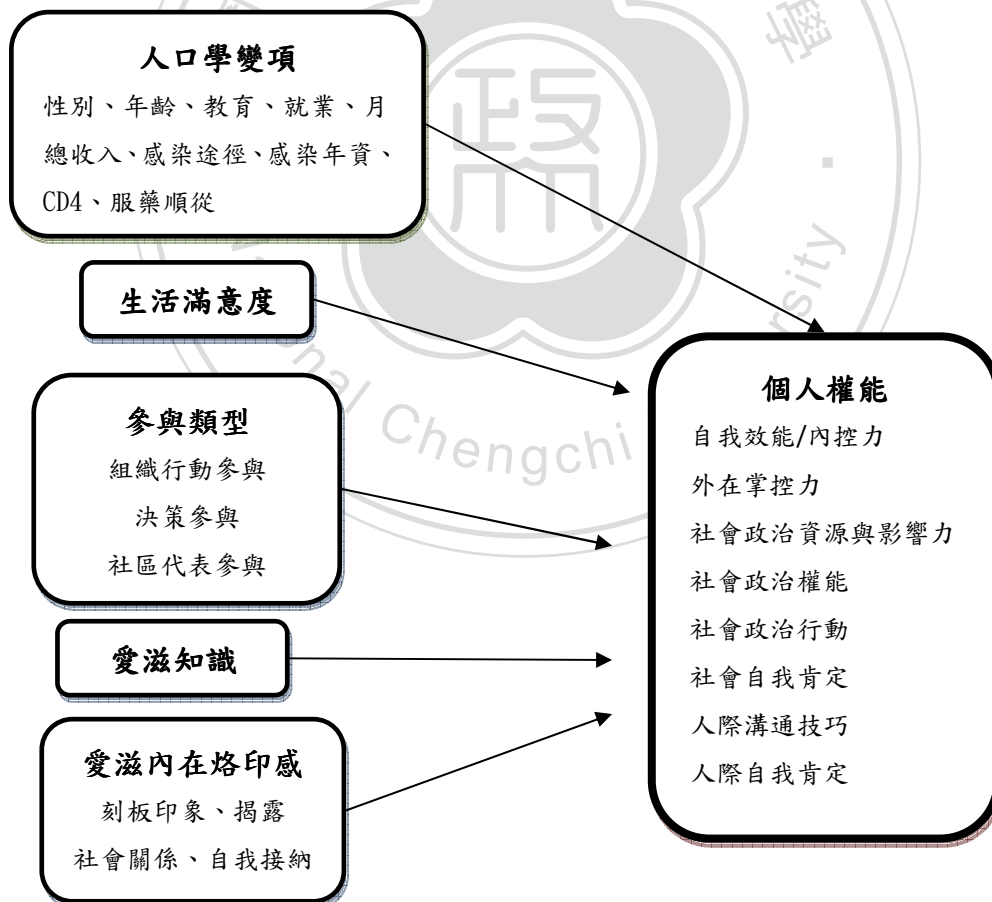 人口學變項
性別、年齡、教育、就業、月
總收入、感染途徑、感染年資、
CD4、服藥順從
生活滿意度
參與類型
組織行動參與
決策參與
社區代表參與
愛滋知識
愛滋內在烙印感
刻板印象、揭露
社會關係、自我接納
個人權能
自我效能/內控力
外在掌控力
社會政治資源與影響力
社會政治權能
社會政治行動
社會自我肯定
人際溝通技巧
人際自我肯定
學
政
onal Chengchi
rsity